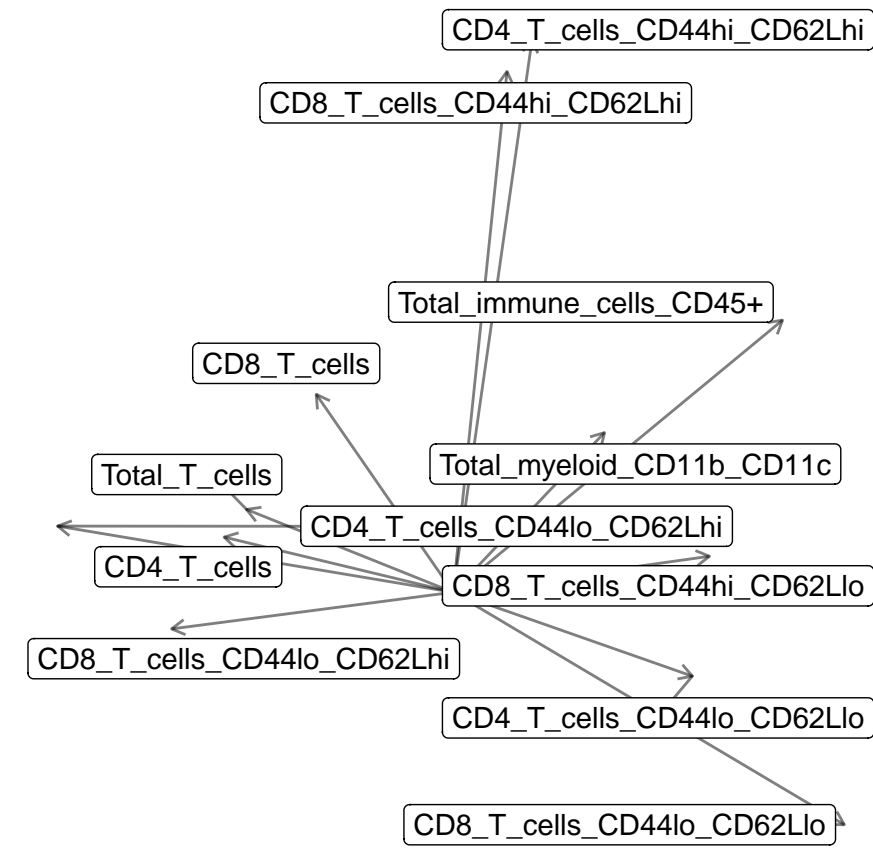 CD4_T_cells_CD44hi_CD62Lhi
CD8_T_cells_CD44hi_CD62Lhi
Total_immune_cells_CD45+
CD8_T_cells
Total_T_cells
Total_myeloid_CD11b_CD11c
CD4_T_cells_CD44lo_CD62Lhi
CD4_T_cells
CD8_T_cells_CD44hi_CD62Llo
CD8_T_cells_CD44lo_CD62Lhi
CD4_T_cells_CD44lo_CD62Llo
CD8_T_cells_CD44lo_CD62Llo